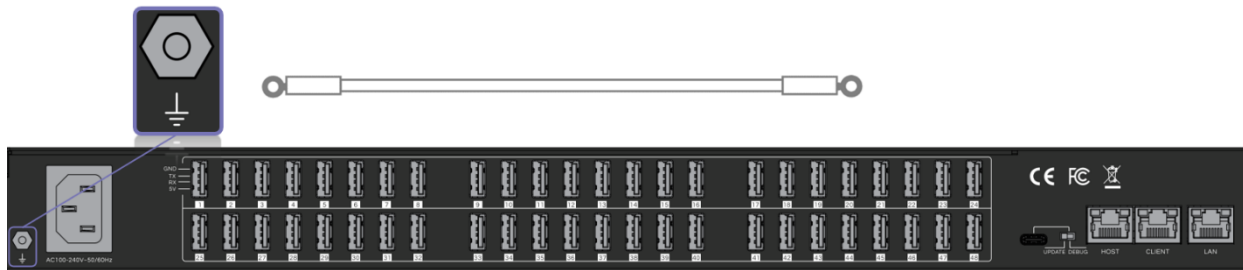 GND
TX
RX
5V
1 2 3 4 5 6 7 8 9 10 11 12 13 14 15 16 17 18 19 20 21 22 23 24
CE FC
25 26 27 28 29 30 31 32 33 34 35 36 37 38 39 40 41 42 43 44 45 46 47 48
AC100-240V~50/60Hz
UPDATE DEBUG HOST CLIENT LAN